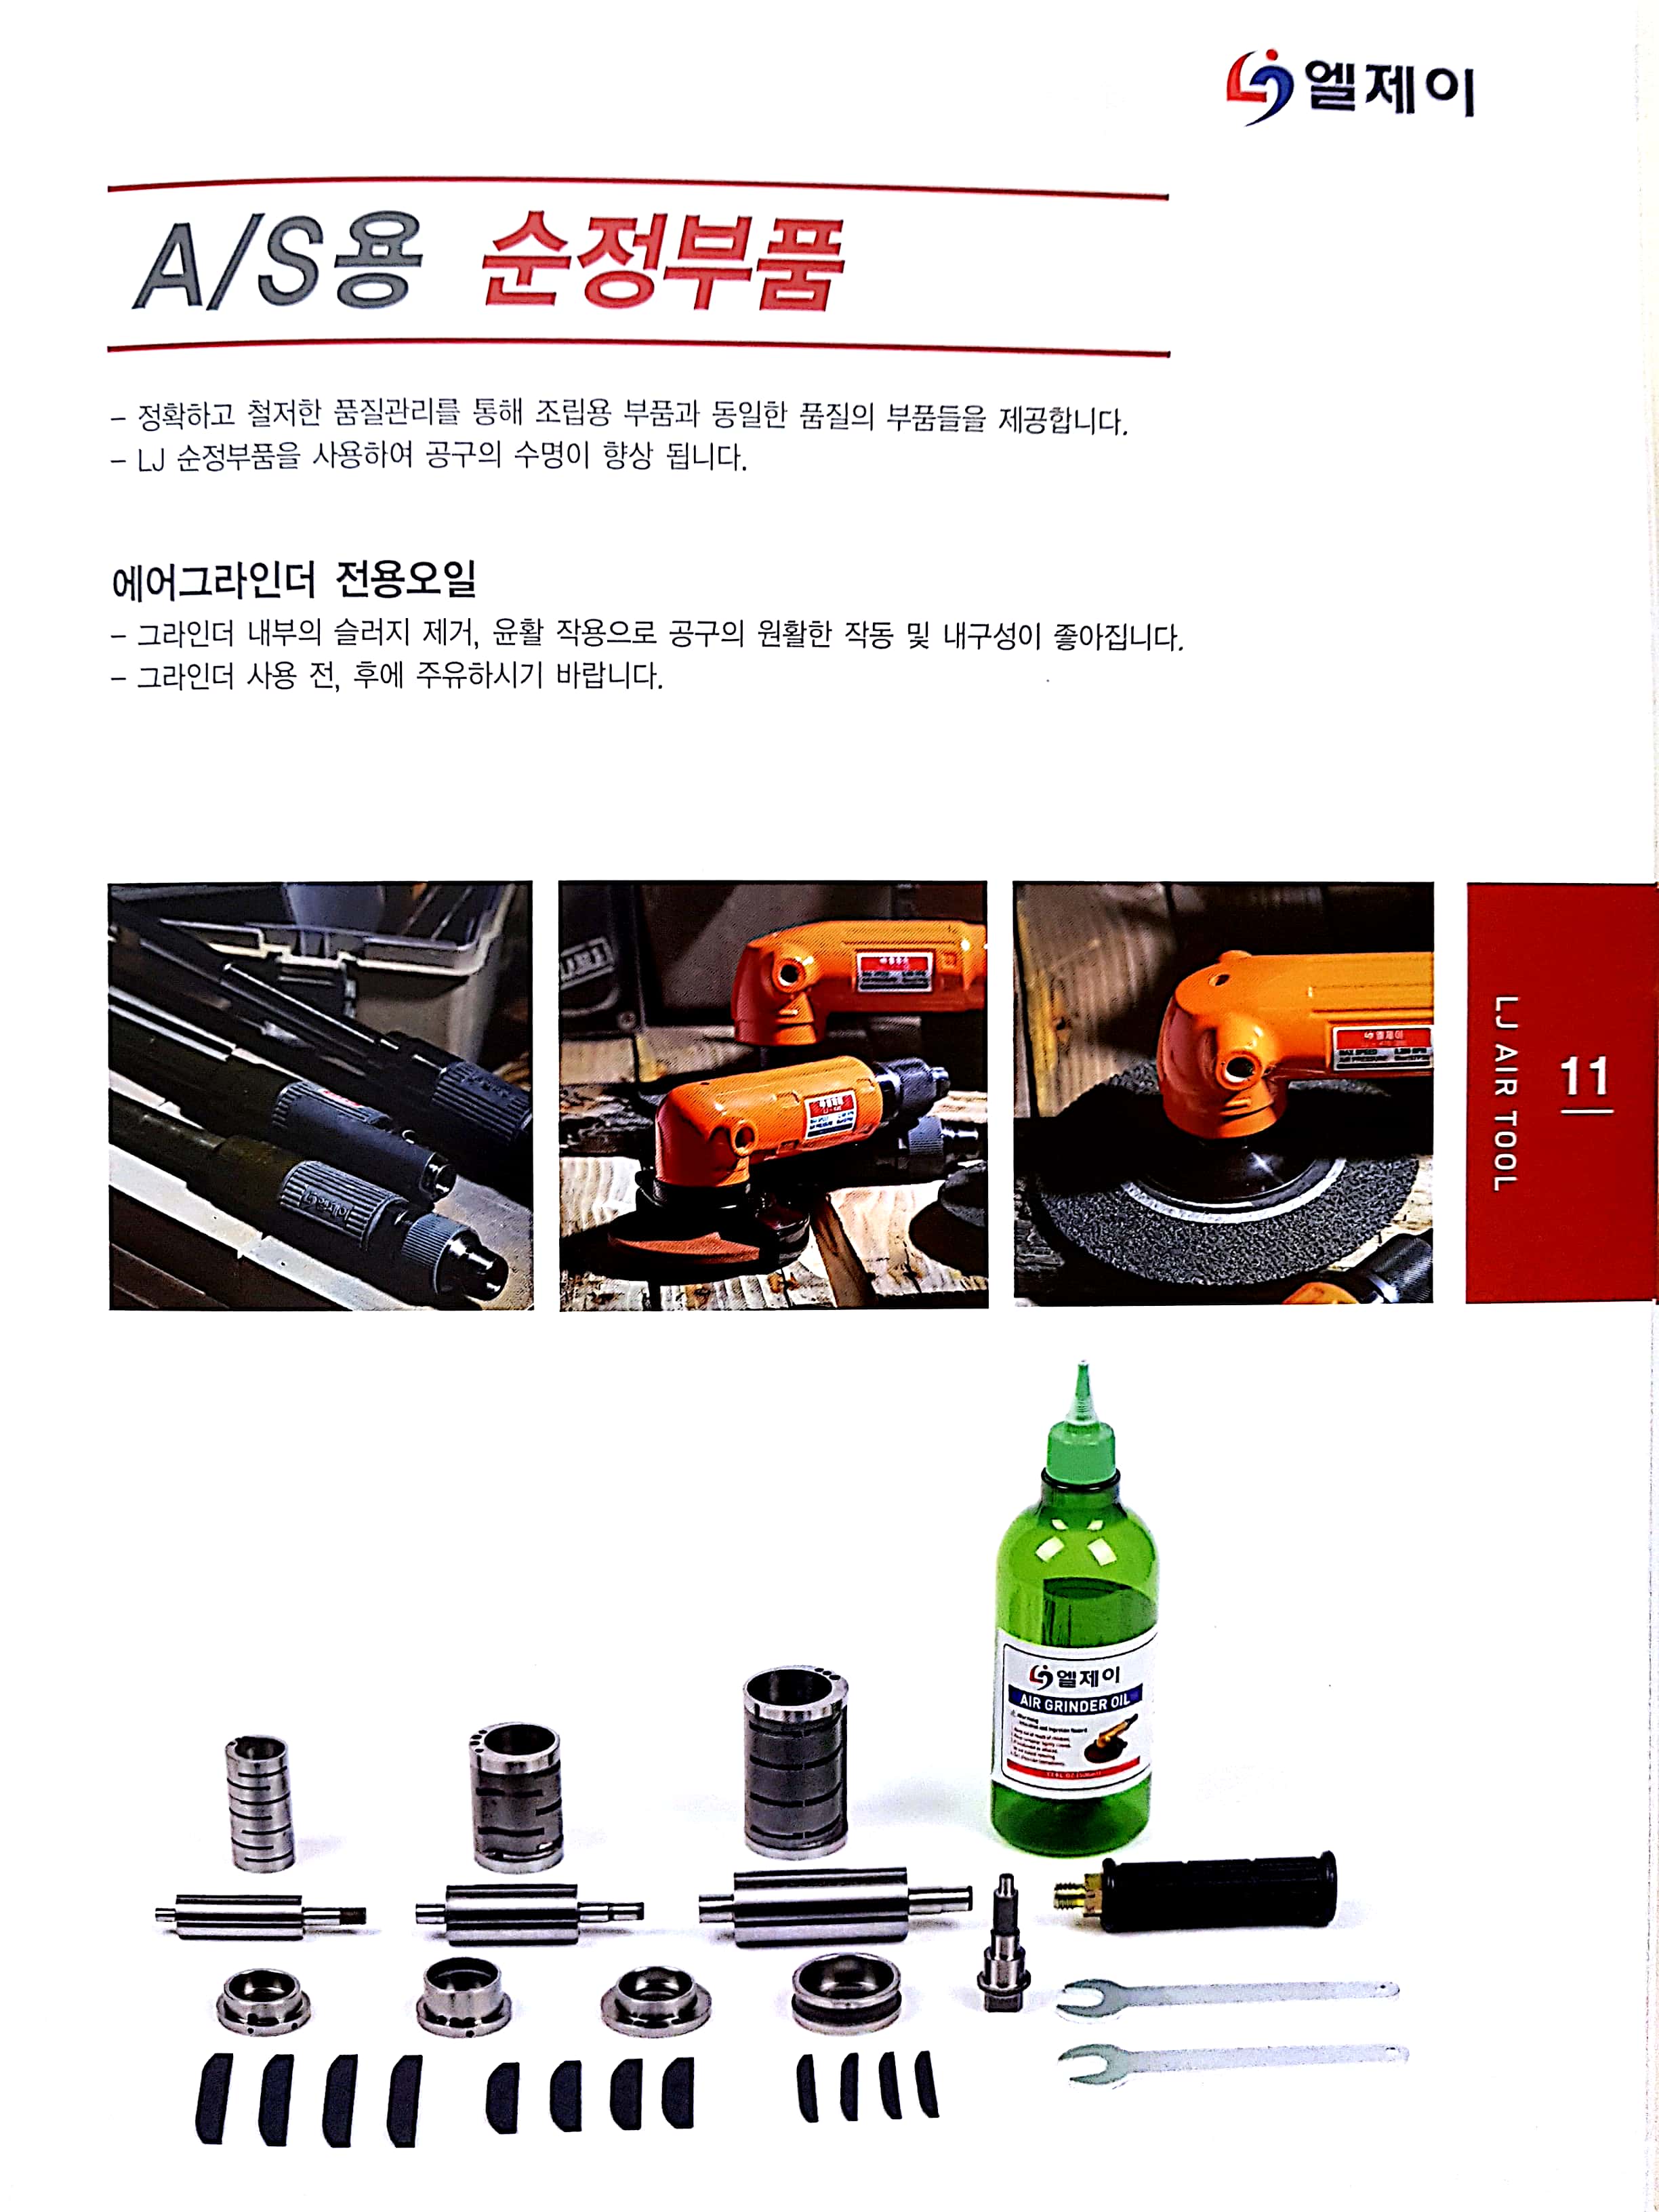 엘제이
A/S용 순정부품
- 정확하고 철저한 품질관리를 통해 조립용 부품과 동일한 품질의 부품들을 제공합니다.
- LJ 순정부품을 사용하여 공구의 수명이 향상 됩니다.
에어그라인더 전용오일
- 그라인더 내부의 슬러지 제거, 윤활 작용으로 공구의 원활한 작동 및 내구성이 좋아집니다.
- 그라인더 사용 전, 후에 주유하시기 바랍니다.
엘제이
MAX.SPEED
11
LJ AIR TOOL
엘제이
AIR GRINDER OIL